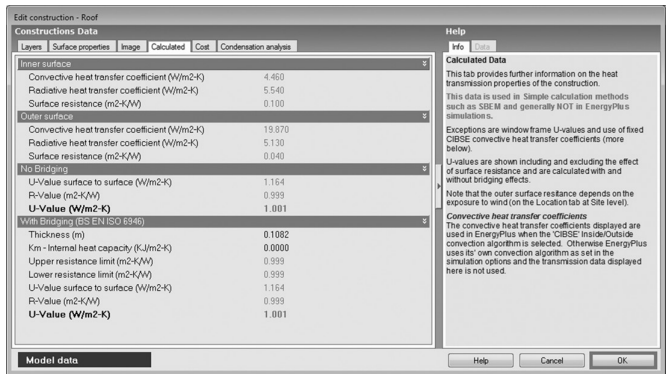 Edit construction - Roof
Constructions Data
Layers Surface properties Image Calculated Cost Condensation analysis
Inner surface
Convective heat transfer coefficient (W/m2-K) 4.460
Radiative heat transfer coefficient (W/m2-K) 5.540
Surface resistance (m2-K/W) 0.100
Outer surface
Convective heat transfer coefficient (W/m2-K) 19.870
Radiative heat transfer coefficient (W/m2-K) 5.130
Surface resistance (m2-K/W) 0.040
No Bridging
U-Value surface to surface (W/m2-K) 1.164
R-Value (m2-K/W) 0.999
U-Value (W/m2-K) 1.001
With Bridging (BS EN ISO 6946)
Thickness (m) 0.1082
Km - Internal heat capacity (KJ/m2-K) 0.0000
Upper resistance limit (m2-K/W) 0.999
Lower resistance limit (m2-K/W) 0.999
U-Value surface to surface (W/m2-K) 1.164
R-Value (m2-K/W) 0.999
U-Value (W/m2-K) 1.001
Model data
Help
Info Data
Calculated Data
This tab provides further information on the heat
transmission properties of the construction.
This data is used in Simple calculation methods
such as SBEM and generally NOT in EnergyPlus
simulations.
Exceptions are window frame U-values and use of fixed
CIBSE convective heat transfer coefficients (more
below).
U-values are shown including and excluding the effect
of surface resistance and are calculated with and
without bridging effects.
Note that the outer surface resitance depends on the
exposure to wind (on the Location tab at Site level).
Convective heat transfer coefficients
The convective heat transfer coefficients displayed are
used in EnergyPlus when the 'CIBSE' Inside/Outside
convection algorithm is selected. Otherwise EnergyPlus
uses its' own convection algorithm as set in the
simulation options and the transmission data displayed
here is not used.
Help Cancel OK